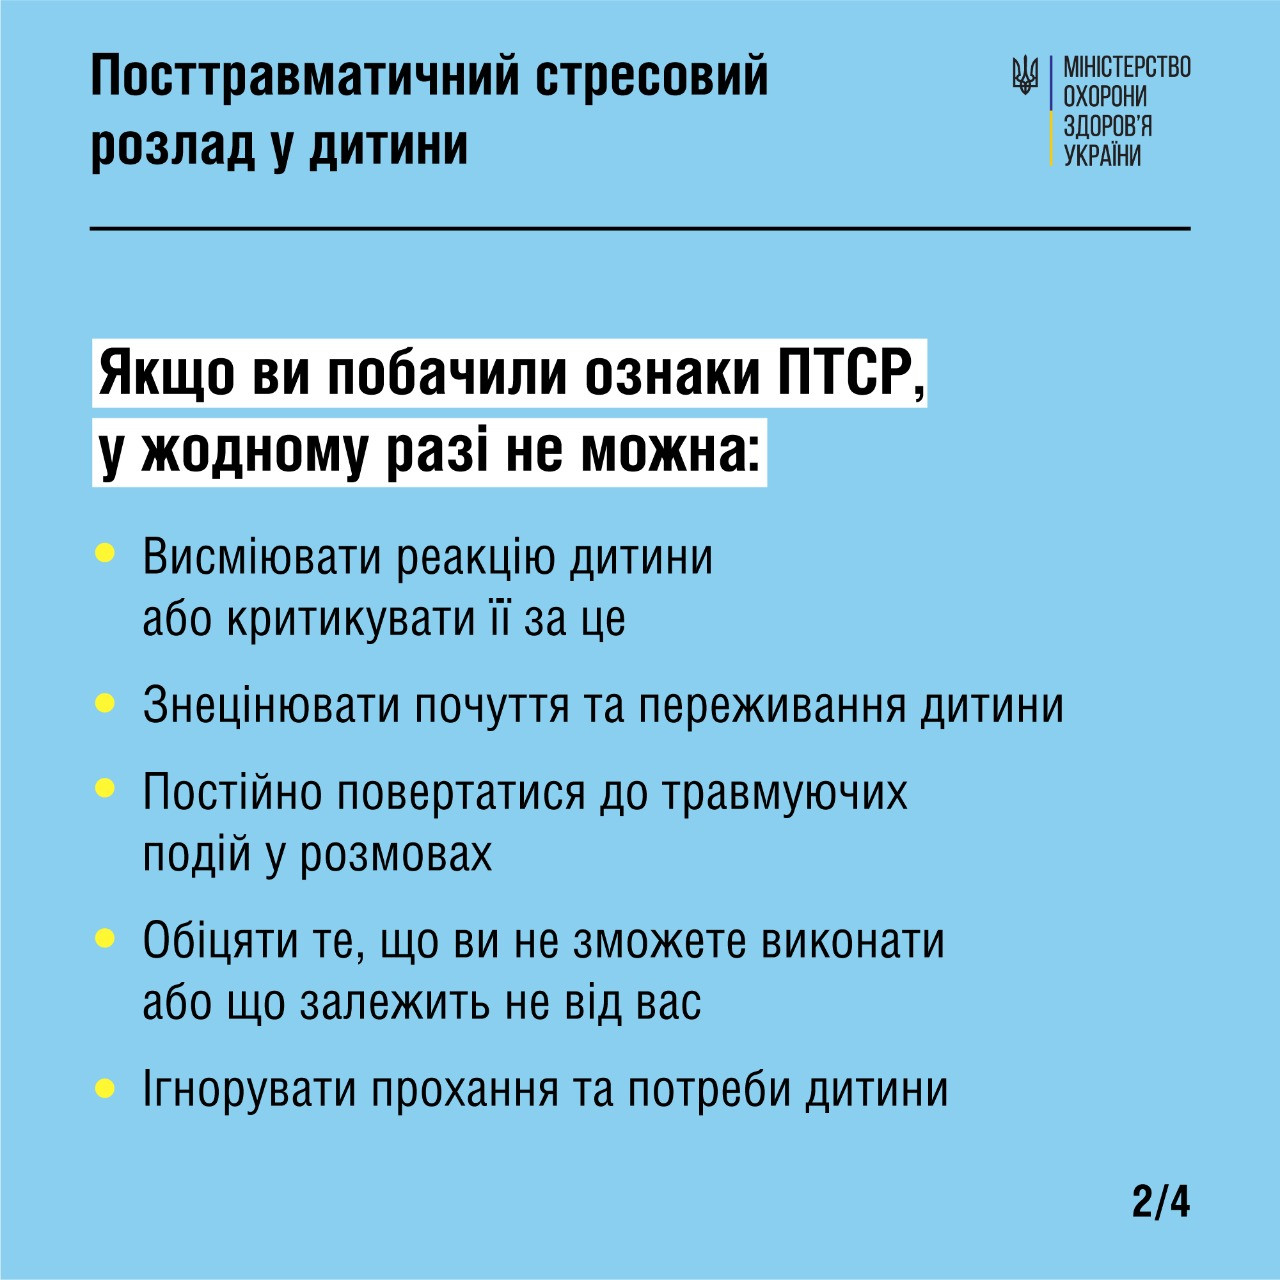 Посттравматичний стресовий
розлад у дитини
МІНІСТЕРСТВО
ОХОРОНИ
ЗДОРОВ'Я
УКРАЇНИ
Якщо ви побачили ознаки ПТСР,
у жодному разі не можна:
• Висміювати реакцію дитини
або критикувати її за це
• Знецінювати почуття та переживання дитини
• Постійно повертатися до травмуючих
подій у розмовах
• Обіцяти те, що ви не зможете виконати
або що залежить не від вас
• Ігнорувати прохання та потреби дитини
2/4